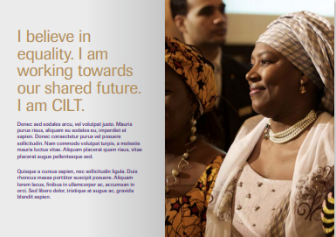 I believe in
equality. I am
working towards
our shared future.
I am CILT.
Donec sed sodales arcu, vel volutpat justo. Mauris
purus risus, aliquam eu sodales eu, imperdiet et
sapien. Donec consectetur purus vel posuere
sollicitudin. Nam commodo volutpat turpis, a molestie
mauris luctus vitae. Aliquam placerat quam risus, vitae
placerat augue pellentesque sed.
Quisque a cursus sapien, nec sollicitudin ligula. Duis
rhoncus massa porttitor suscipit posuere. Aliquam
lorem lacus, finibus in ullamcorper ac, accumsan in
orci. Sed libero dolor, tristique at augue ac, gravida
blandit sapien.